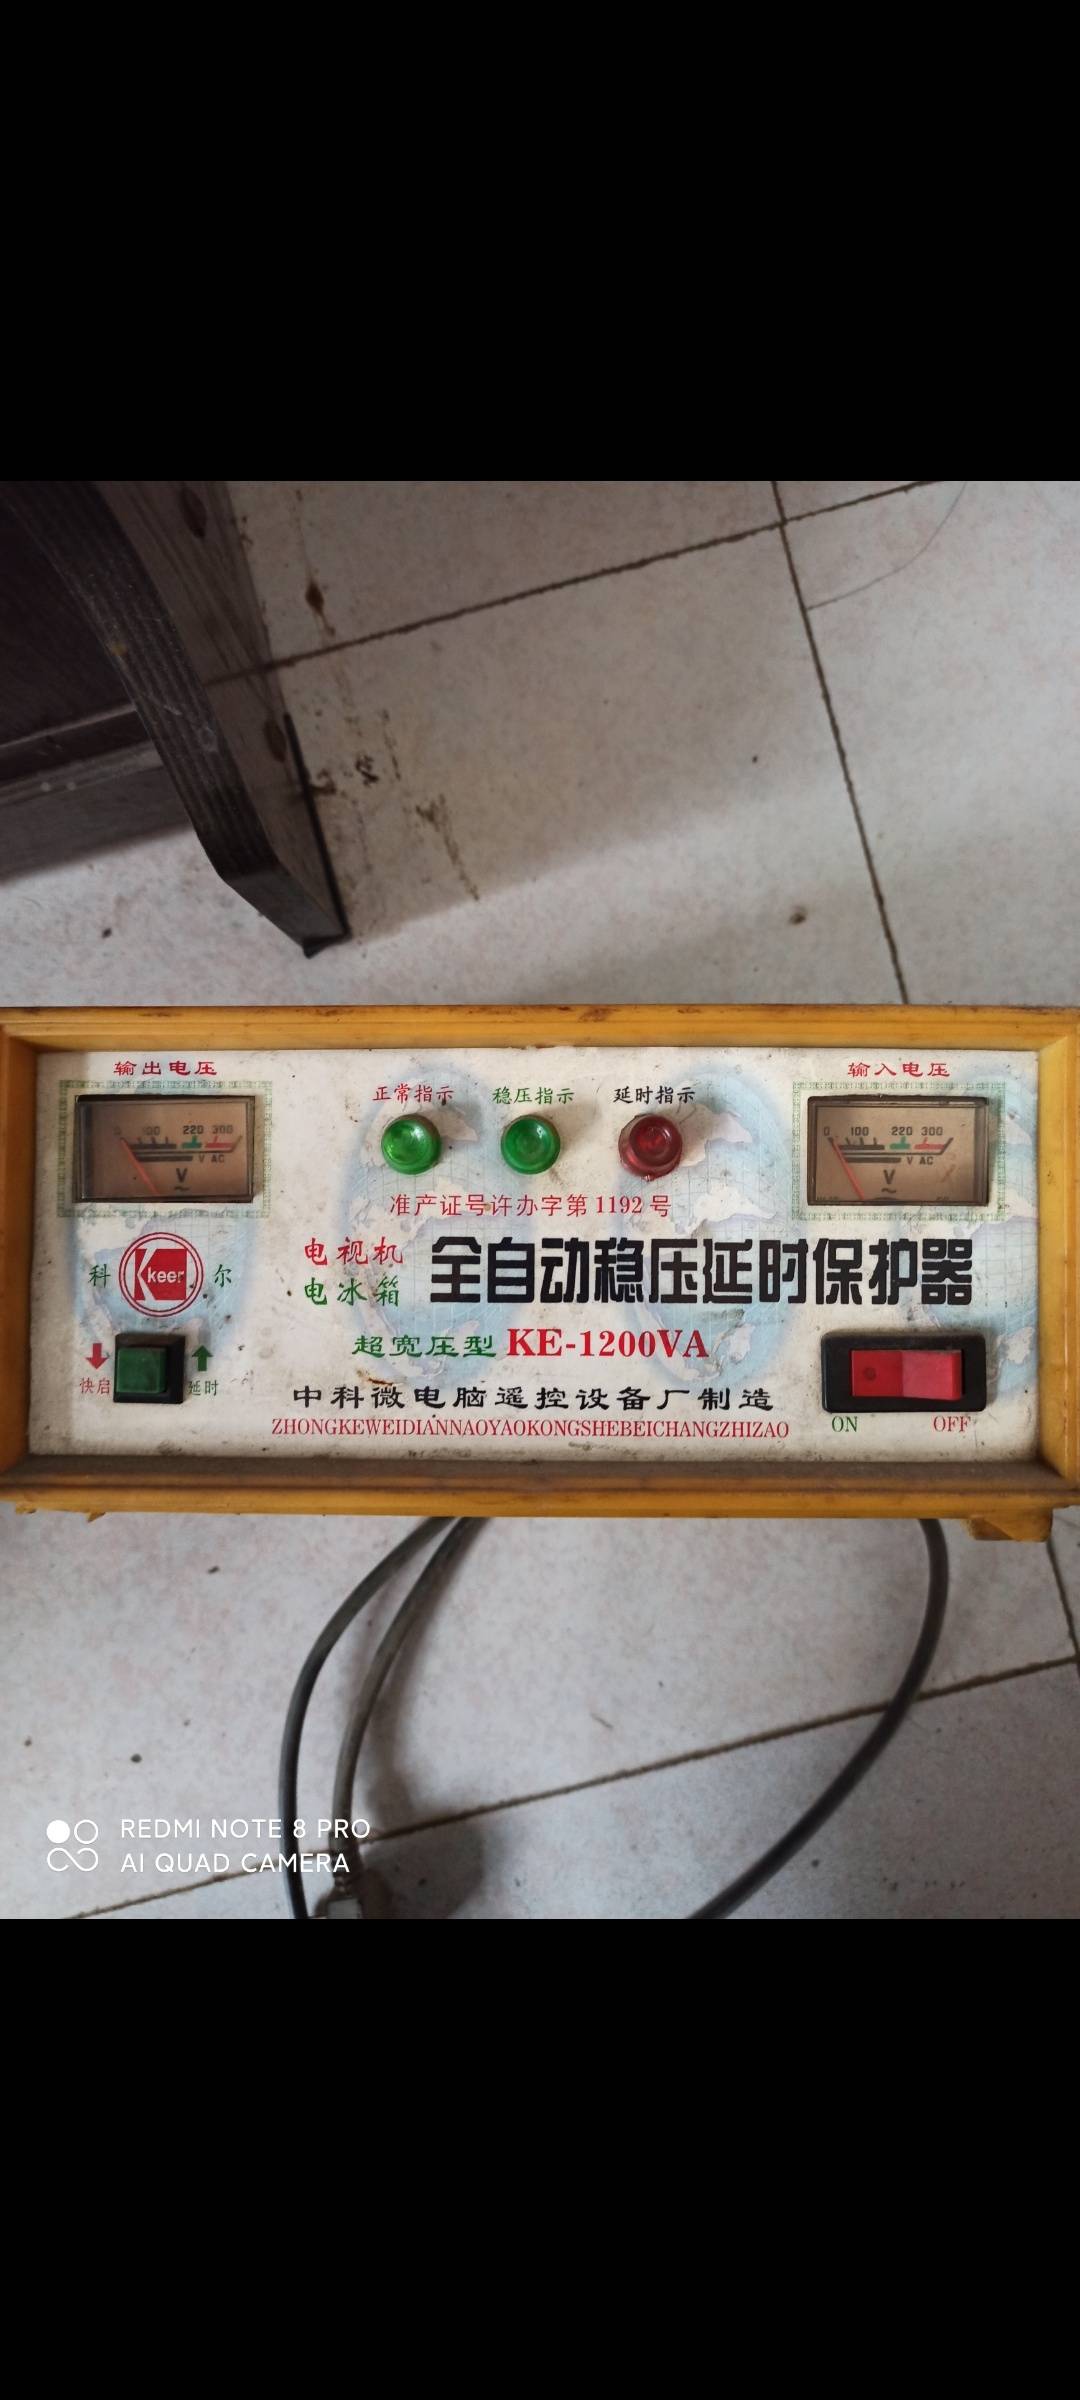 输出电压
输入电压
正常指示 稳压指示 延时指示
0 100 220 300
V AC
V
~
0 100 220 300
V AC
V
~
准产证号许办字第1192号
科 keer 尔
电视机
电冰箱
全自动稳压延时保护器
超宽压型 KE-1200VA
快启 延时
中科微电脑遥控设备厂制造
ZHONGKEWEIDIANNAOYAOKONGSHEBEICHANGZHIZAO
ON OFF
REDMI NOTE 8 PRO
AI QUAD CAMERA